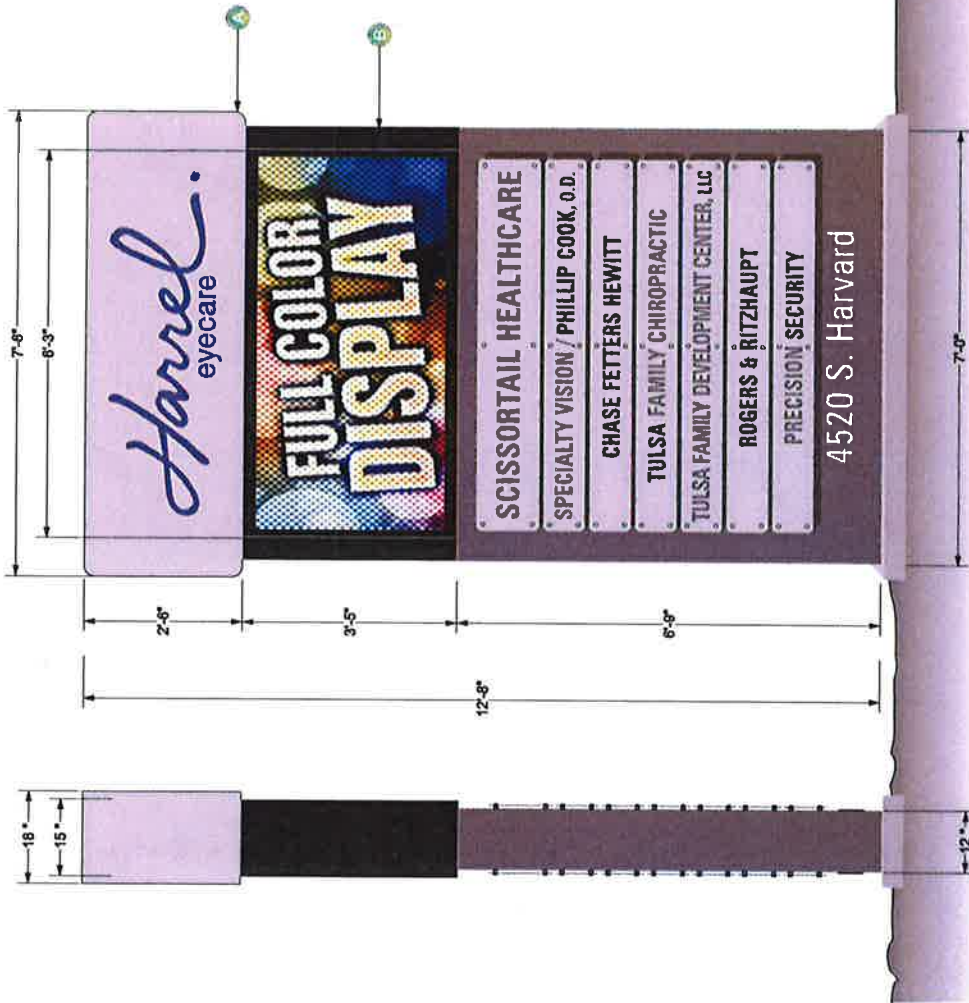 7'-6"
6'-3"
A
Harrel.
eyecare
2'-6"
B
FULL COLOR
DISPLAY
3'-5"
SCISSORTAIL HEALTHCARE
SPECIALTY VISION / PHILLIP COOK, O.D.
CHASE FETTERS HEWITT
TULSA FAMILY CHIROPRACTIC
TULSA FAMILY DEVELOPMENT CENTER, LLC
ROGERS & RITZHAUPT
PRECISION SECURITY
4520 S. Harvard
6'-9"
12'-8"
7'-0"
18 "
15 "
12 "